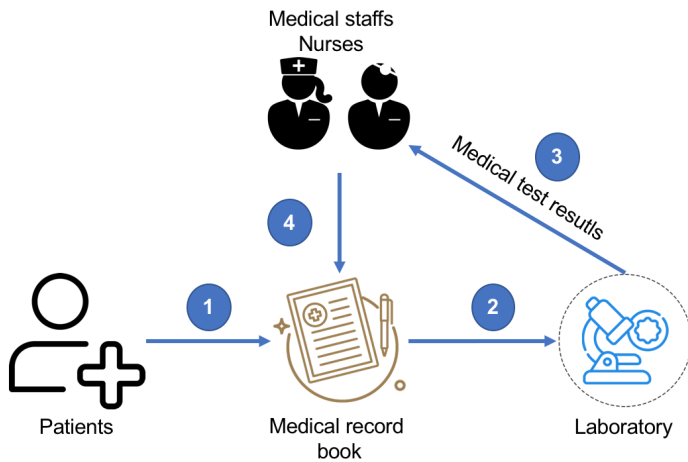 Medical staffs
Nurses
3
Medical test resutls
4
1
2
Patients
Medical record
book
Laboratory